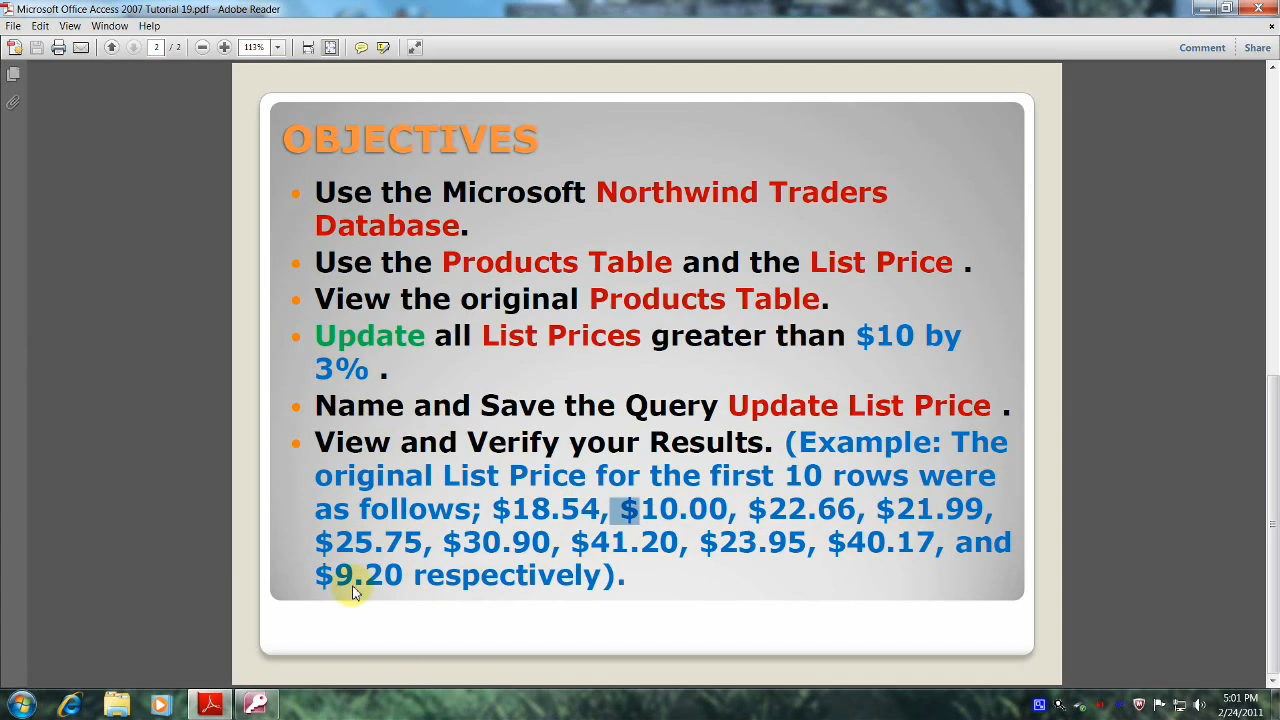 Microsoft Office Access 2007 Tutorial 19.pdf - Adobe Reader
File Edit View Window Help
2 / 2 113% Comment Share
OBJECTIVES
• Use the Microsoft Northwind Traders
Database.
• Use the Products Table and the List Price .
• View the original Products Table.
• Update all List Prices greater than $10 by
3% .
• Name and Save the Query Update List Price .
• View and Verify your Results. (Example: The
original List Price for the first 10 rows were
as follows; $18.54, $10.00, $22.66, $21.99,
$25.75, $30.90, $41.20, $23.95, $40.17, and
$9.20 respectively).
5:01 PM
2/24/2011